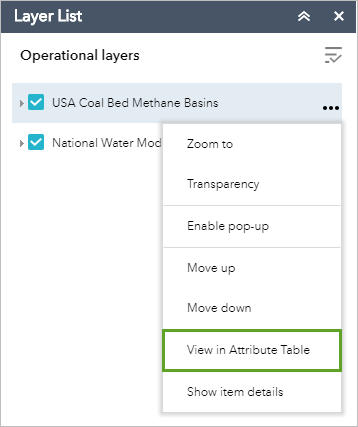 Layer List
Operational layers
USA Coal Bed Methane Basins
National Water Mod
Zoom to
Transparency
Enable pop-up
Move up
Move down
View in Attribute Table
Show item details